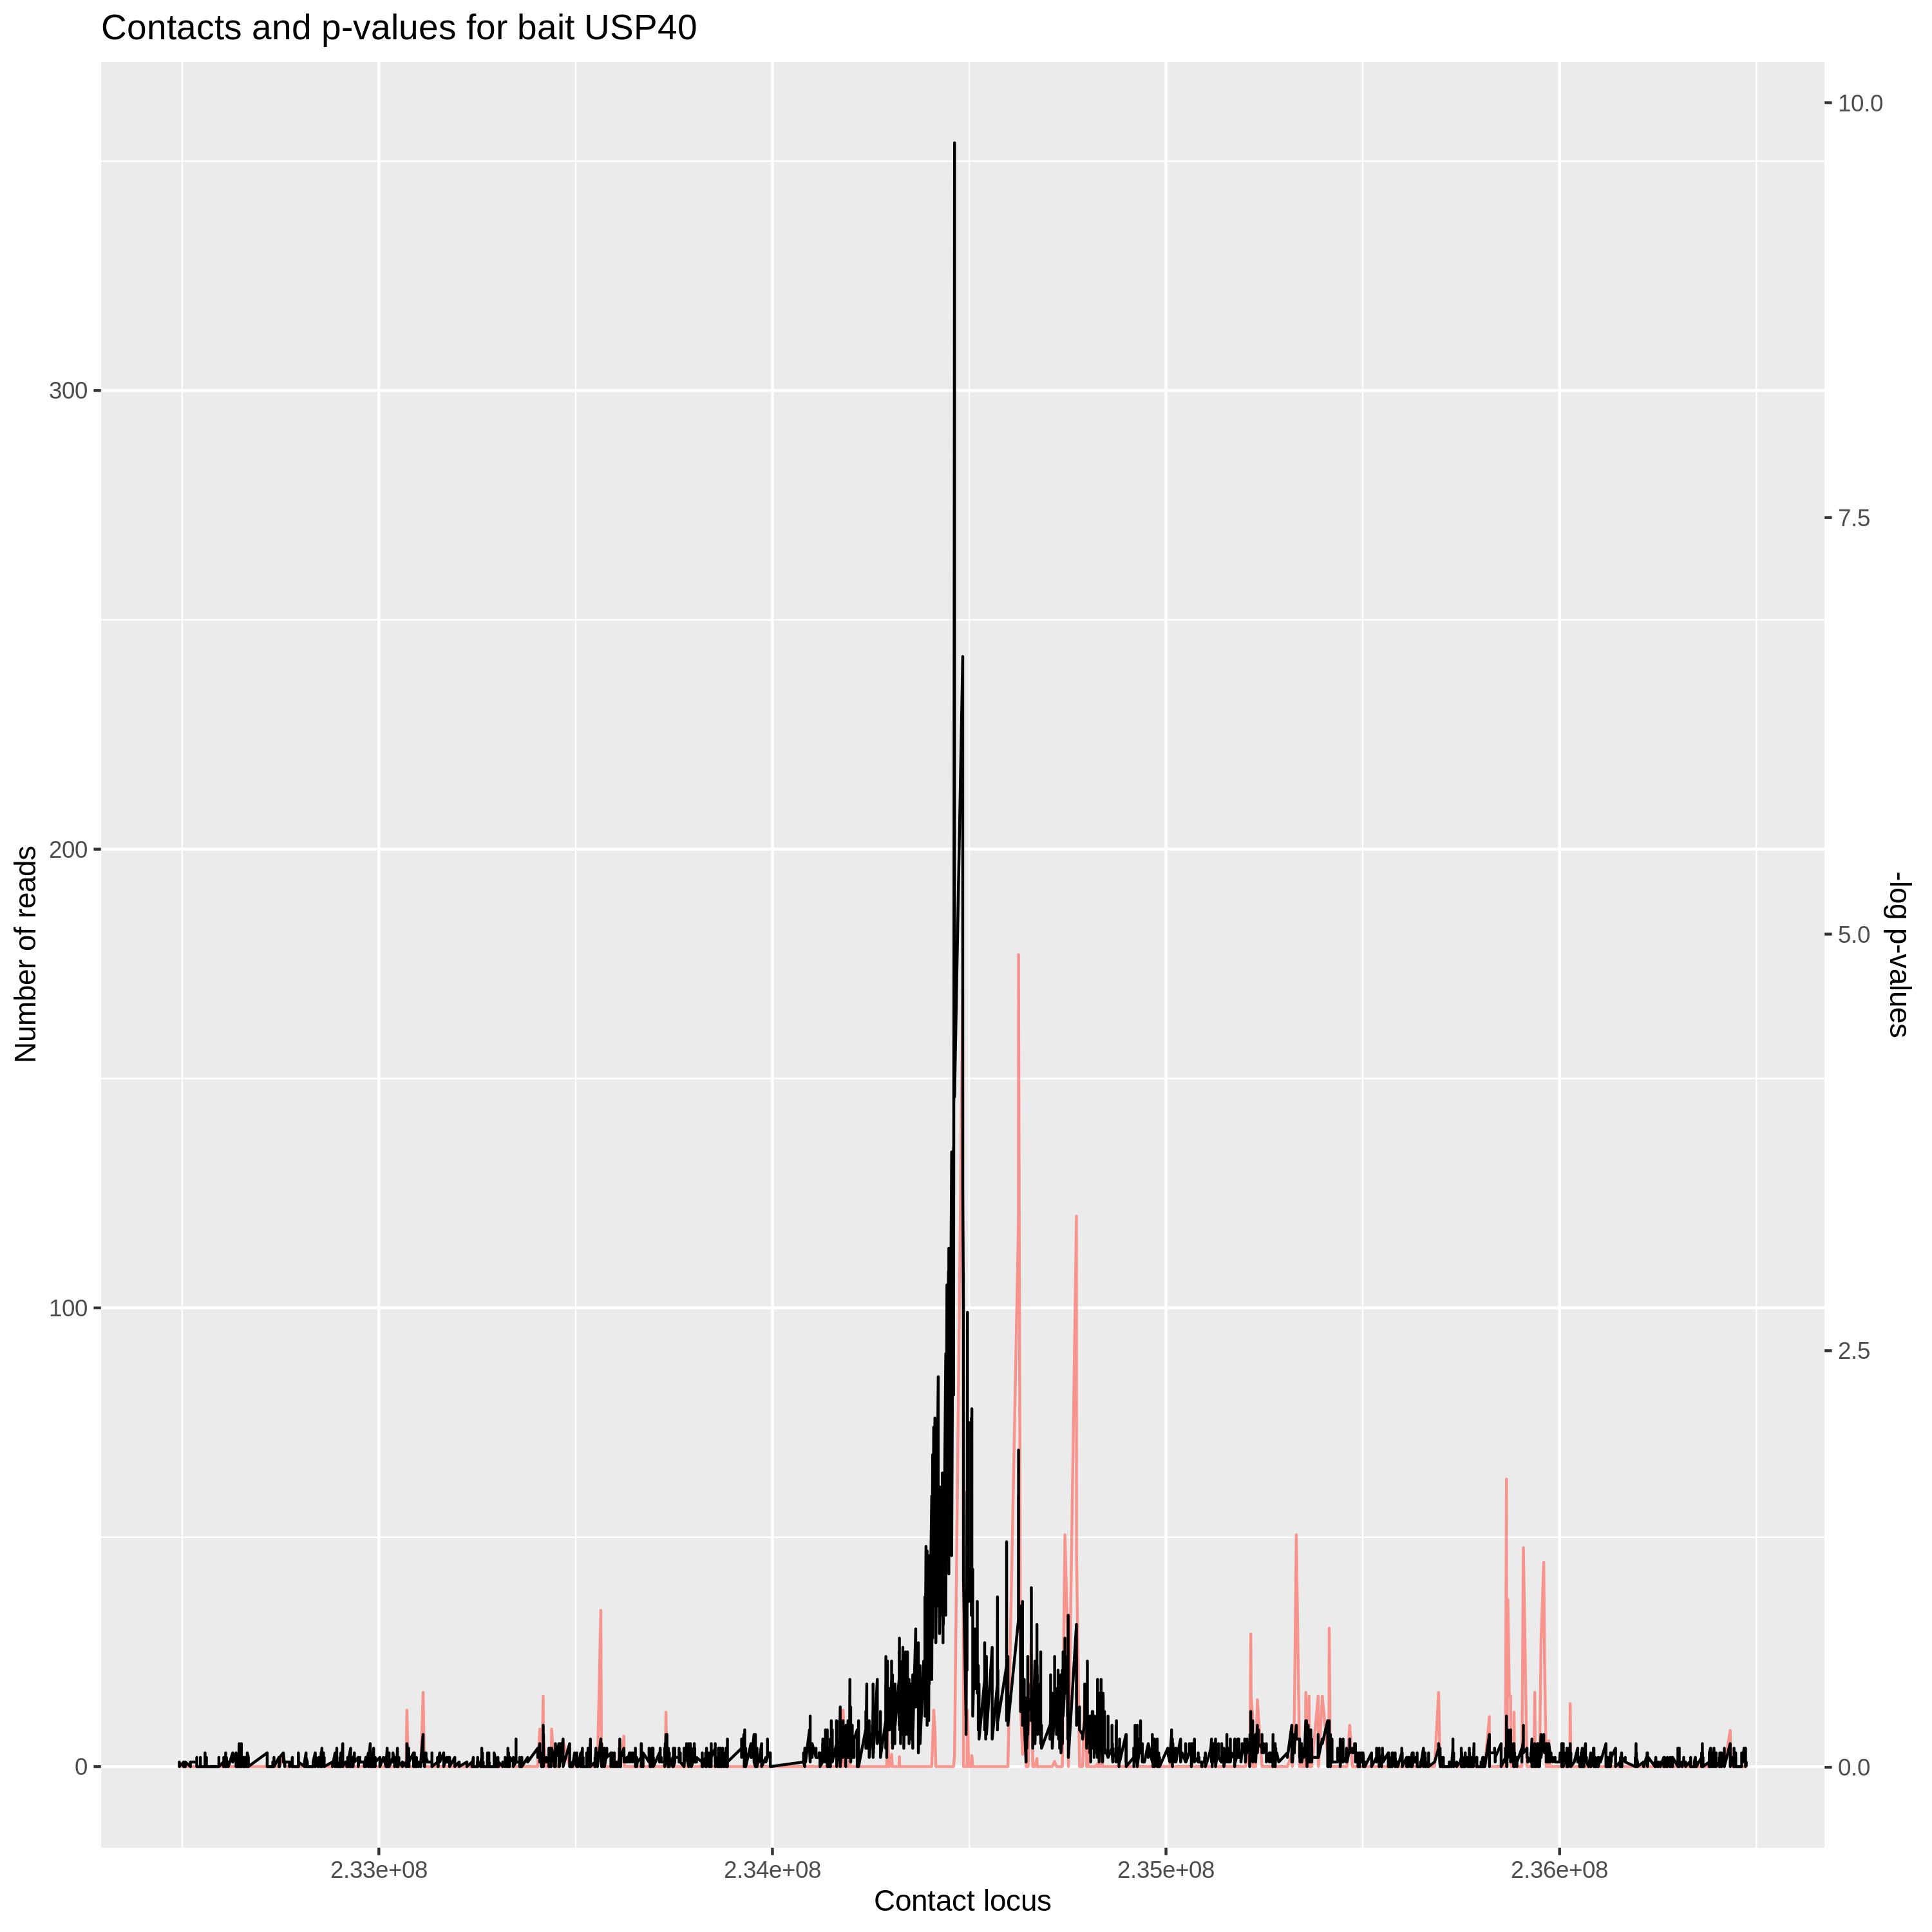 Contacts and p-values for bait USP40
Number of reads
300
200
100
0
10.0
7.5
5.0
2.5
0.0
-log p-values
2.33e+08 2.34e+08 2.35e+08 2.36e+08
Contact locus